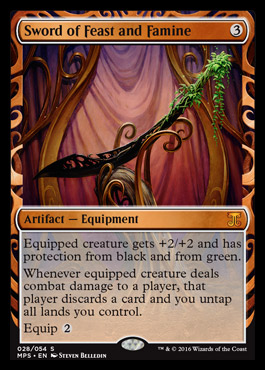 Sword of Feast and Famine 3
Artifact — Equipment
Equipped creature gets +2/+2 and has
protection from black and from green.
Whenever equipped creature deals
combat damage to a player, that
player discards a card and you untap
all lands you control.
Equip 2
028/054 S
MPS • EN Steven Belledin
™ & © 2016 Wizards of the Coast